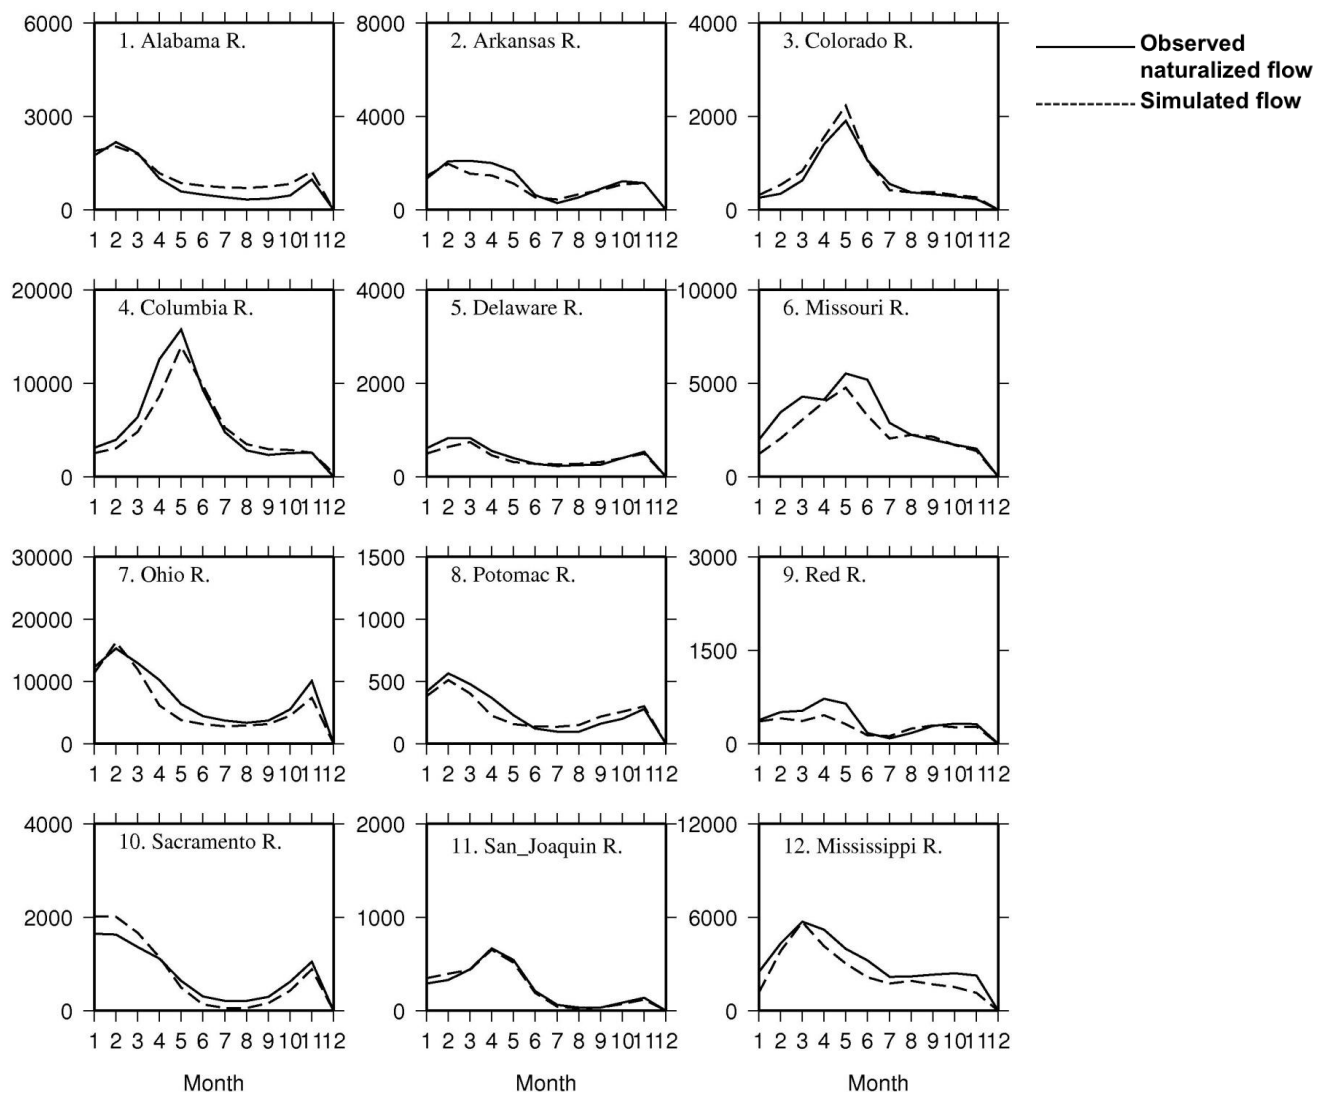 6000 8000 4000
1. Alabama R. 2. Arkansas R. 3. Colorado R.
Observed
naturalized flow
Simulated flow
3000 4000 2000
0 0 0
1 2 3 4 5 6 7 8 9 10 11 12 1 2 3 4 5 6 7 8 9 10 11 12 1 2 3 4 5 6 7 8 9 10 11 12
20000 4000 10000
4. Columbia R. 5. Delaware R. 6. Missouri R.
10000 2000 5000
0 0 0
1 2 3 4 5 6 7 8 9 10 11 12 1 2 3 4 5 6 7 8 9 10 11 12 1 2 3 4 5 6 7 8 9 10 11 12
30000 1500 3000
7. Ohio R. 8. Potomac R. 9. Red R.
20000 1000
1500
10000 500
0 0 0
1 2 3 4 5 6 7 8 9 10 11 12 1 2 3 4 5 6 7 8 9 10 11 12 1 2 3 4 5 6 7 8 9 10 11 12
4000 2000 12000
10. Sacramento R. 11. San_Joaquin R. 12. Mississippi R.
2000 1000 6000
0 0 0
1 2 3 4 5 6 7 8 9 10 11 12 1 2 3 4 5 6 7 8 9 10 11 12 1 2 3 4 5 6 7 8 9 10 11 12
Month Month Month